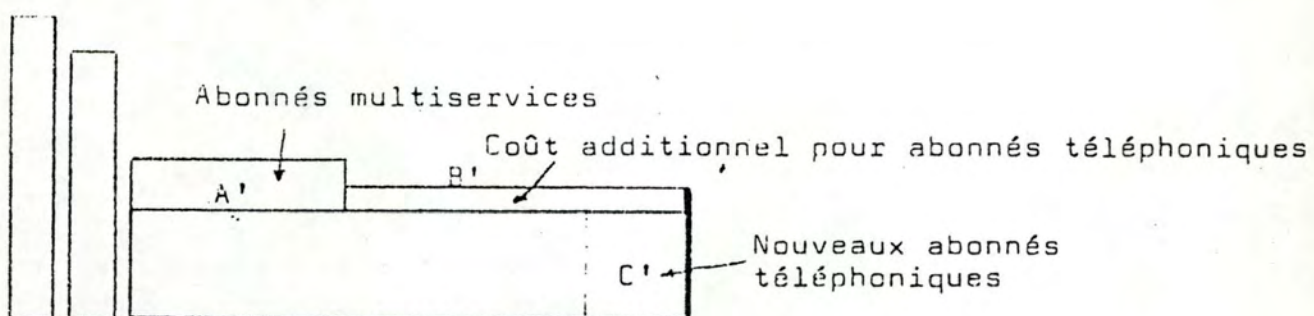 Abonnés multiservices
Coût additionnel pour abonnés téléphoniques
B'
A'
Nouveaux abonnés
téléphoniques
C'